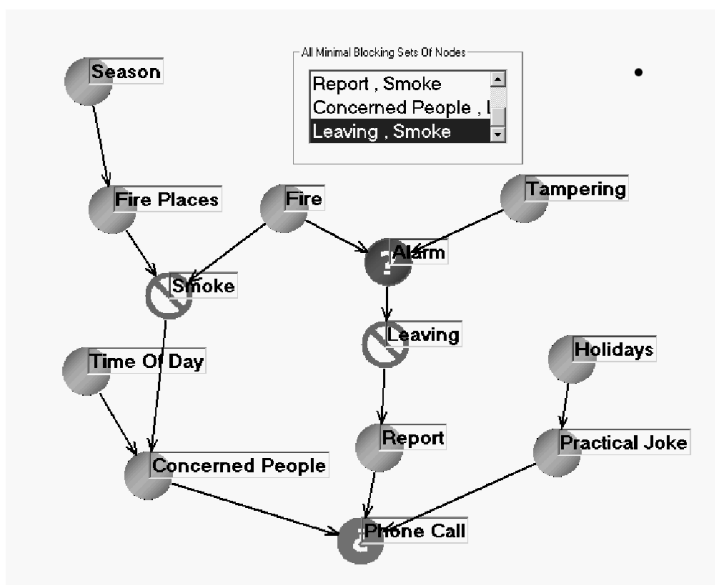 All Minimal Blocking Sets Of Nodes
Season
Report , Smoke
Concerned People ,
Leaving , Smoke
Fire Places
Fire
Tampering
?
Alarm
Smoke
Leaving
Time Of Day
Holidays
Report
Practical Joke
Concerned People
¿
Phone Call